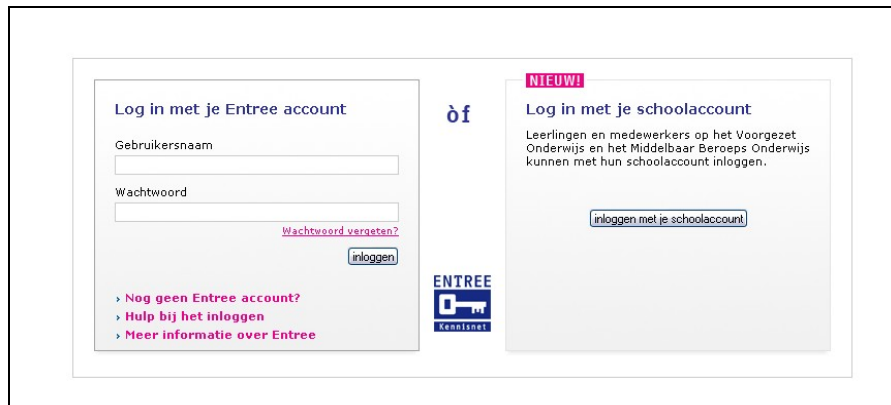 Log in met je Entree account
Gebruikersnaam
Wachtwoord
Wachtwoord vergeten?
inloggen
› Nog geen Entree account?
› Hulp bij het inloggen
› Meer informatie over Entree
òf
ENTREE
Kennisnet
NIEUW!
Log in met je schoolaccount
Leerlingen en medewerkers op het Voorgezet
Onderwijs en het Middelbaar Beroeps Onderwijs
kunnen met hun schoolaccount inloggen.
inloggen met je schoolaccount